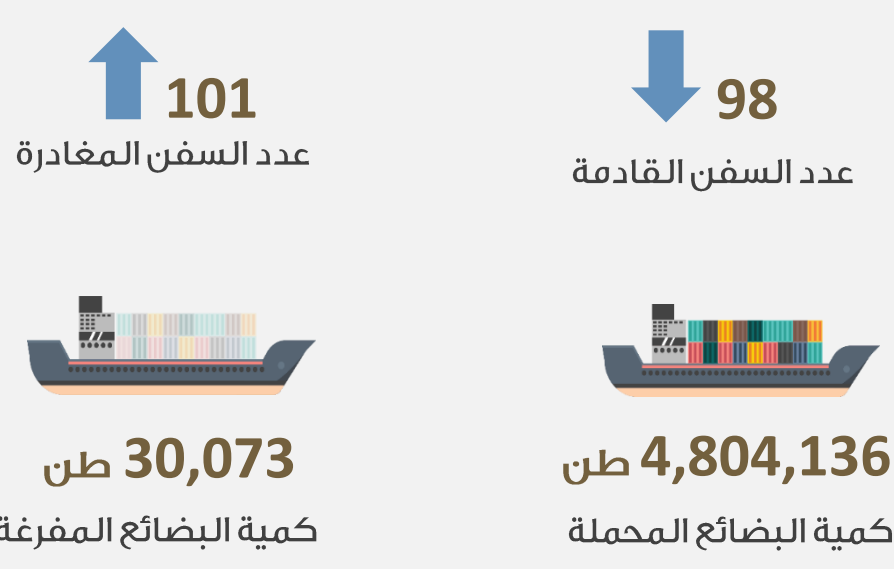 98
عدد السفن القادمة
101
عدد السفن المغادرة
4,804,136 طن
كمية البضائع المحملة
30,073 طن
كمية البضائع المفرغة